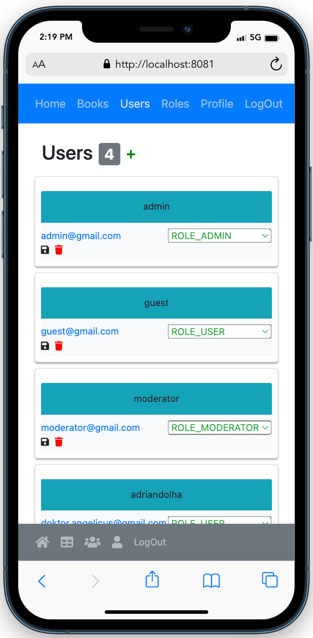 2:19 PM 5G
AA http://localhost:8081
Home Books Users Roles Profile LogOut
Users 4 +
admin
admin@gmail.com ROLE_ADMIN
guest
guest@gmail.com ROLE_USER
moderator
moderator@gmail.com ROLE_MODERATOR
adriandolha
doktor.angelicus@gmail.com ROLE_USER
LogOut